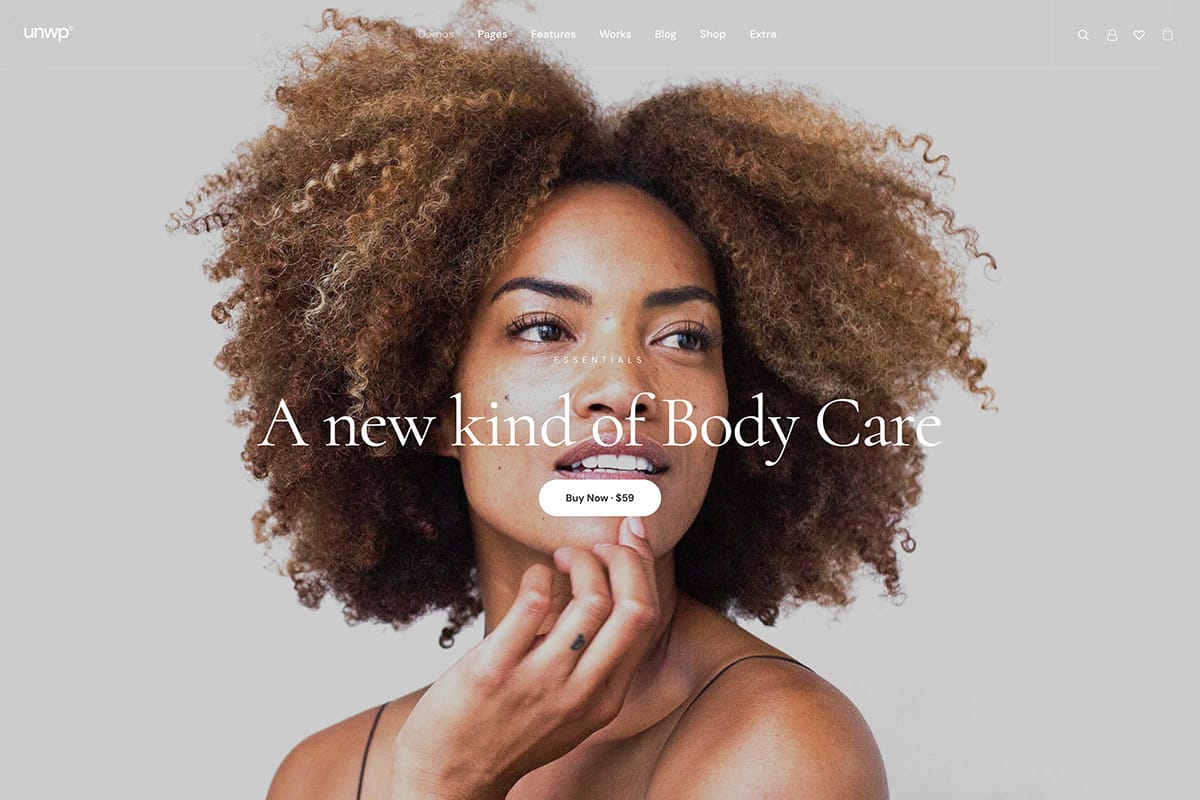 unwp©
Demos Pages Features Works Blog Shop Extra
ESSENTIALS
A new kind of Body Care
Buy Now · $59